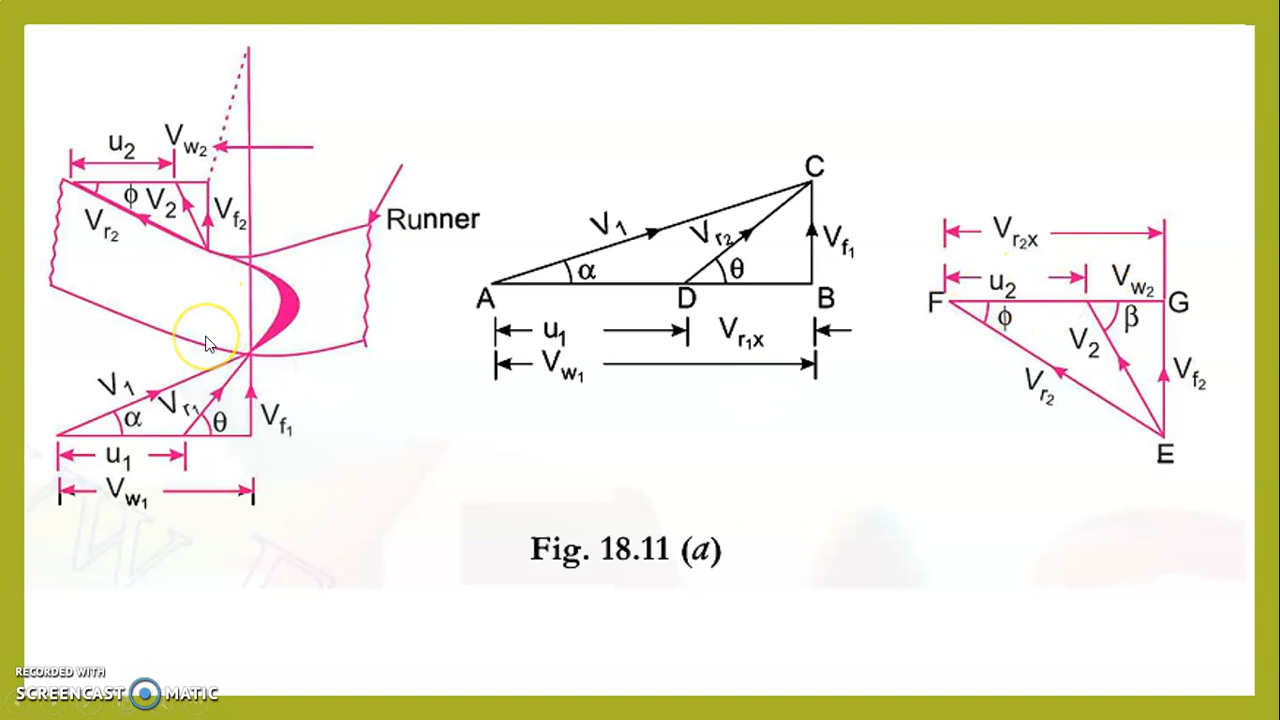 u2
Vw2
ϕ
V2
Vf2
Vr2
Runner
V1
Vr1
α
θ
Vf1
u1
Vw1
C
V1
Vr2
Vf1
α
θ
A
D
B
u1
Vr1x
Vw1
Vr2x
u2
Vw2
F
G
ϕ
β
V2
Vr2
Vf2
E
Fig. 18.11 (a)
RECORDED WITH
SCREENCAST MATIC